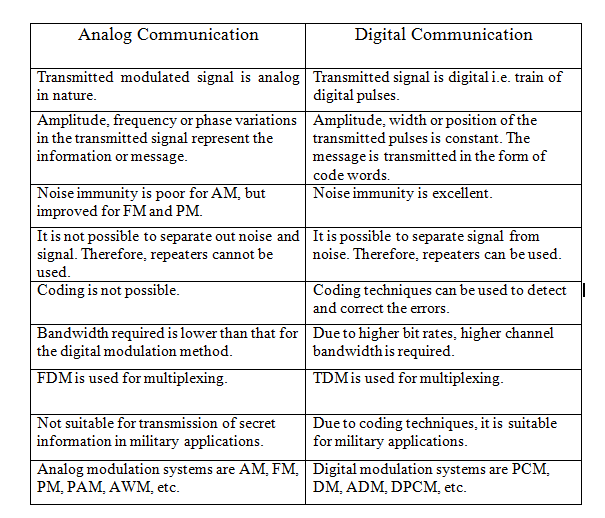 Analog Communication
Digital Communication
Transmitted modulated signal is analog
in nature.
Transmitted signal is digital i.e. train of
digital pulses.
Amplitude, frequency or phase variations
in the transmitted signal represent the
information or message.
Amplitude, width or position of the
transmitted pulses is constant. The
message is transmitted in the form of
code words.
Noise immunity is poor for AM, but
improved for FM and PM.
Noise immunity is excellent.
It is not possible to separate out noise and
signal. Therefore, repeaters cannot be
used.
It is possible to separate signal from
noise. Therefore, repeaters can be used.
Coding is not possible.
Coding techniques can be used to detect
and correct the errors.
Bandwidth required is lower than that for
the digital modulation method.
Due to higher bit rates, higher channel
bandwidth is required.
FDM is used for multiplexing.
TDM is used for multiplexing.
Not suitable for transmission of secret
information in military applications.
Due to coding techniques, it is suitable
for military applications.
Analog modulation systems are AM, FM,
PM, PAM, AWM, etc.
Digital modulation systems are PCM,
DM, ADM, DPCM, etc.